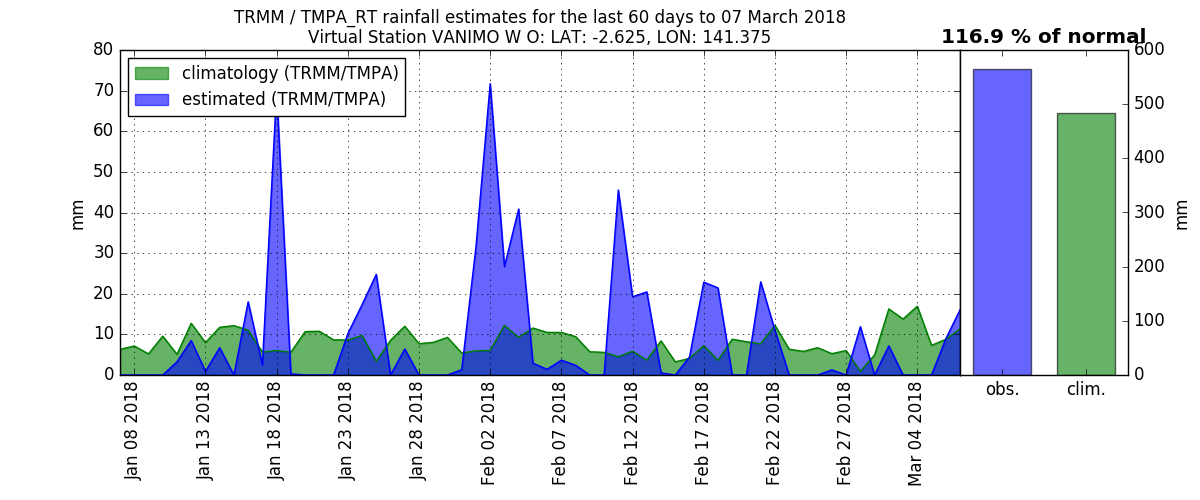 TRMM / TMPA_RT rainfall estimates for the last 60 days to 07 March 2018
Virtual Station VANIMO W O: LAT: -2.625, LON: 141.375
116.9 % of normal
climatology (TRMM/TMPA)
estimated (TRMM/TMPA)
80
70
60
50
40
30
20
10
0
mm
Jan 08 2018
Jan 13 2018
Jan 18 2018
Jan 23 2018
Jan 28 2018
Feb 02 2018
Feb 07 2018
Feb 12 2018
Feb 17 2018
Feb 22 2018
Feb 27 2018
Mar 04 2018
obs.
clim.
600
500
400
300
200
100
0
mm